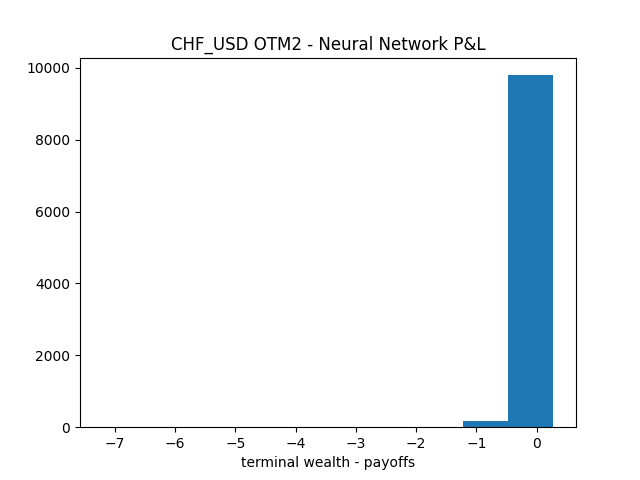 CHF_USD OTM2 - Neural Network P&L
10000
8000
6000
4000
2000
0
−7 −6 −5 −4 −3 −2 −1 0
terminal wealth - payoffs